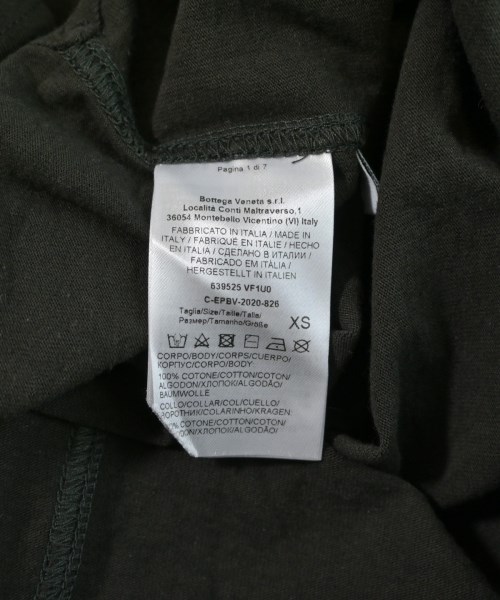 Pagina 1 di 7
Bottega Veneta s.r.l.
Località Conti Maltraverso,1
36054 Montebello Vicentino (VI) Italy
FABBRICATO IN ITALIA / MADE IN
ITALY / FABRIQUÉ EN ITALIE / HECHO
EN ITALIA / СДЕЛАНО В ИТАЛИИ /
FABRICADO EM ITÁLIA /
HERGESTELLT IN ITALIEN
639525 VF1U0
C-EPBV-2020-826
Taglia/Size/Taille/Talla/
Размер/Tamanho/Größe
XS
CORPO/BODY/CORPS/CUERPO/
КОРПУС/CORPO/BODY:
100% COTONE/COTTON/COTON/
ALGODON/ХЛОПОК/ALGODÃO/
BAUMWOLLE
COLLO/COLLAR/COL/CUELLO/
ВОРОТНИК/COLARINHO/KRAGEN:
100% COTONE/COTTON/COTON/
ALGODON/ХЛОПОК/ALGODÃO/